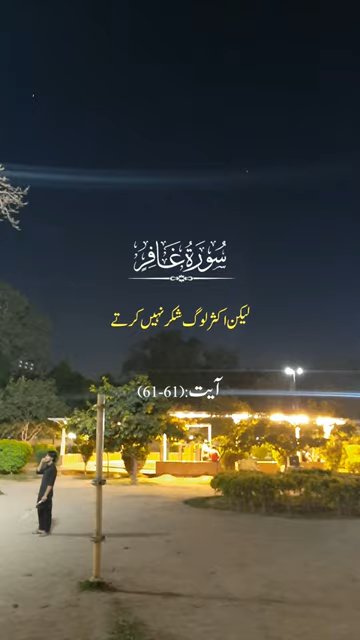 سُورَةُ غَافِر
لیکن اکثر لوگ شکر نہیں کرتے
آیت:(61-61)